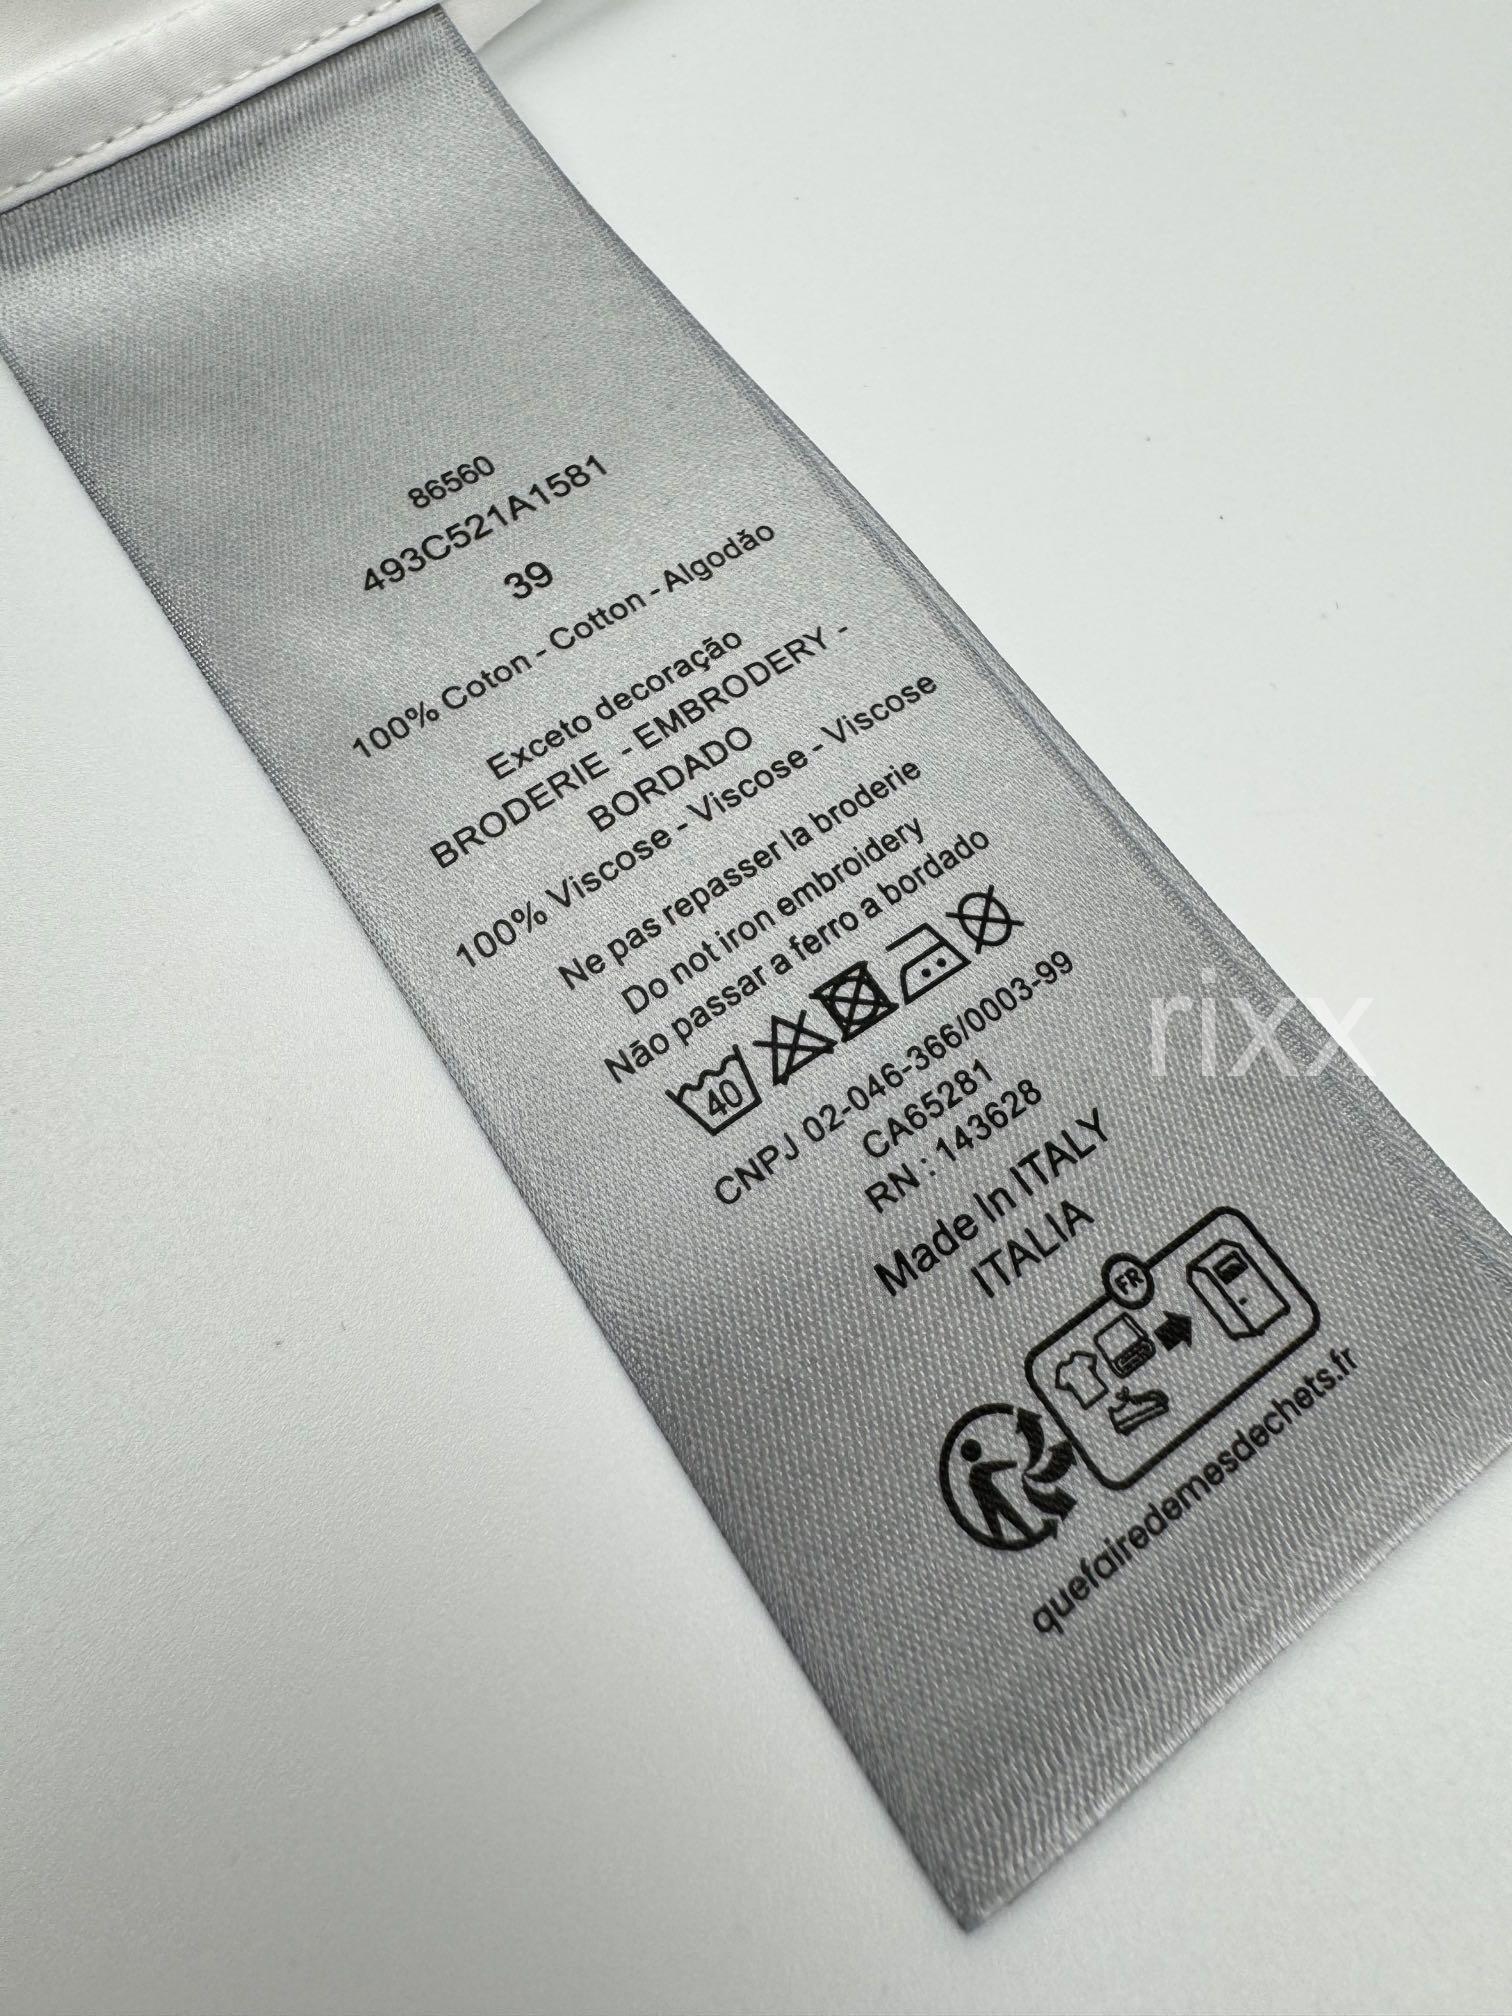 86560
493C521A1581
39
100% Coton - Cotton - Algodão
Exceto decoração
BRODERIE - EMBRODERY -
BORDADO
100% Viscose - Viscose - Viscose
Ne pas repasser la broderie
Do not iron embroidery
Não passar a ferro a bordado
40
CNPJ 02-046-366/0003-99
CA65281
RN : 143628
Made In ITALY
ITALIA
FR
quefairedemesdechets.fr
rixx